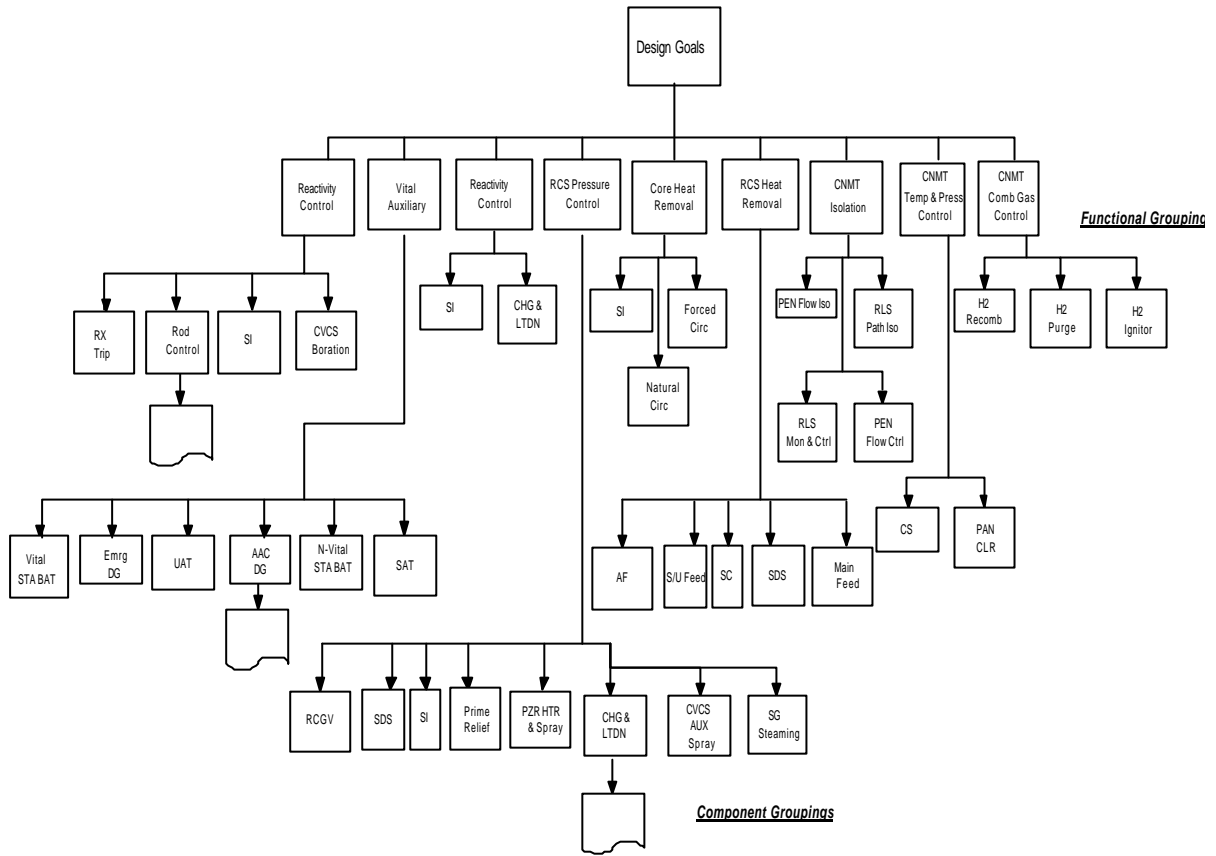 Design Goals
Reactivity
Control
Vital
Auxiliary
Reactivity
Control
RCS Pressure
Control
Core Heat
Removal
RCS Heat
Removal
CNMT
Isolation
CNMT
Temp & Press
Control
CNMT
Comb Gas
Control
Functional Grouping
RX
Trip
Rod
Control
SI
CVCS
Boration
SI
CHG &
LTDN
SI
Forced
Circ
Natural
Circ
PEN Flow Iso
RLS
Path Iso
RLS
Mon & Ctrl
PEN
Flow Ctrl
H2
Recomb
H2
Purge
H2
Ignitor
CS
PAN
CLR
Vital
STA BAT
Emrg
DG
UAT
AAC
DG
N-Vital
STA BAT
SAT
AF
S/U Feed
SC
SDS
Main
Feed
RCGV
SDS
SI
Prime
Relief
PZR HTR
& Spray
CHG &
LTDN
CVCS
AUX
Spray
SG
Steaming
Component Groupings